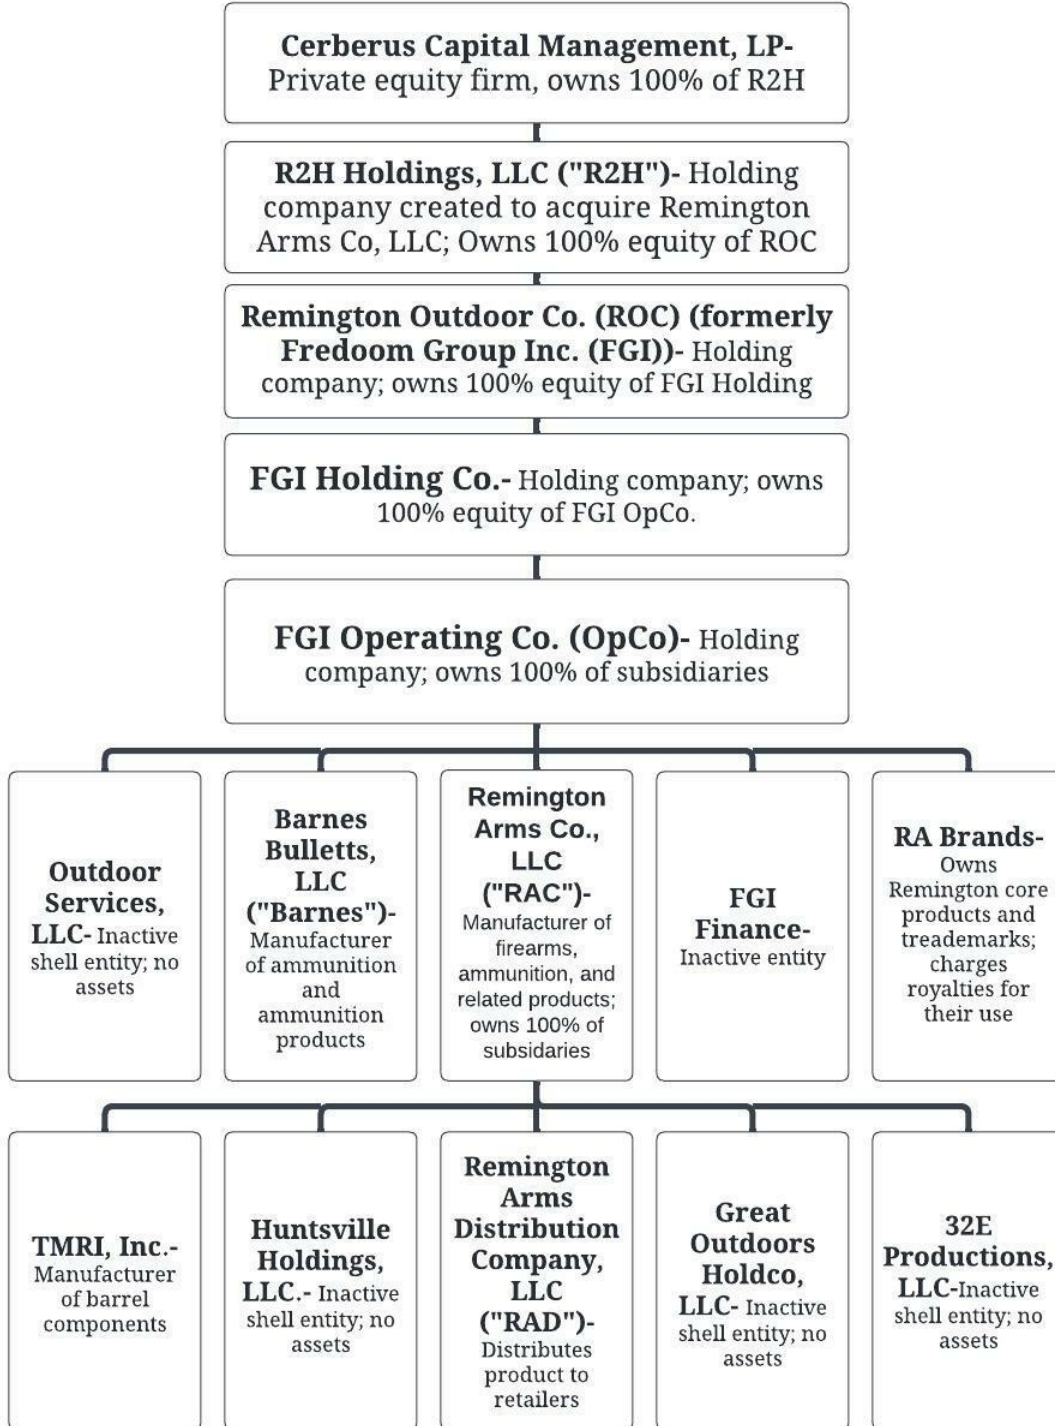 Cerberus Capital Management, LP-
Private equity firm, owns 100% of R2H
R2H Holdings, LLC ("R2H")- Holding
company created to acquire Remington
Arms Co, LLC; Owns 100% equity of ROC
Remington Outdoor Co. (ROC) (formerly
Fredoom Group Inc. (FGI))- Holding
company; owns 100% equity of FGI Holding
FGI Holding Co.- Holding company; owns
100% equity of FGI OpCo.
FGI Operating Co. (OpCo)- Holding
company; owns 100% of subsidiaries
Outdoor
Services,
LLC- Inactive
shell entity; no
assets
Barnes
Bulletts,
LLC
("Barnes")-
Manufacturer
of ammunition
and
ammunition
products
Remington
Arms Co.,
LLC
("RAC")-
Manufacturer of
firearms,
ammunition, and
related products;
owns 100% of
subsidaries
FGI
Finance-
Inactive entity
RA Brands-
Owns
Remington core
products and
treademarks;
charges
royalties for
their use
TMRI, Inc.-
Manufacturer
of barrel
components
Huntsville
Holdings,
LLC.- Inactive
shell entity; no
assets
Remington
Arms
Distribution
Company,
LLC
("RAD")-
Distributes
product to
retailers
Great
Outdoors
Holdco,
LLC- Inactive
shell entity; no
assets
32E
Productions,
LLC-Inactive
shell entity; no
assets